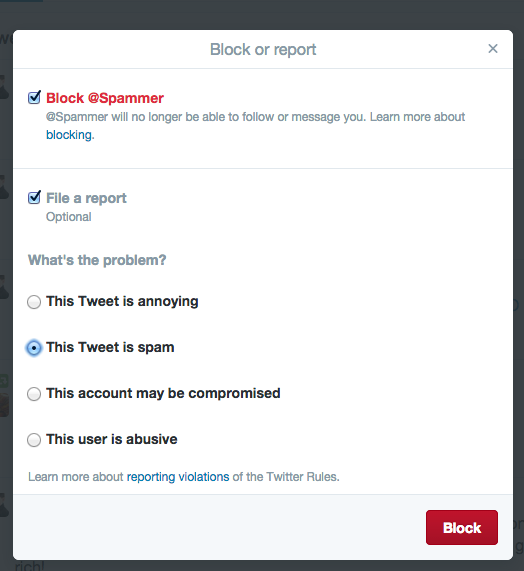 Block or report
Block @Spammer
@Spammer will no longer be able to follow or message you. Learn more about
blocking.
File a report
Optional
What's the problem?
This Tweet is annoying
This Tweet is spam
This account may be compromised
This user is abusive
Learn more about reporting violations of the Twitter Rules.
Block
rich!